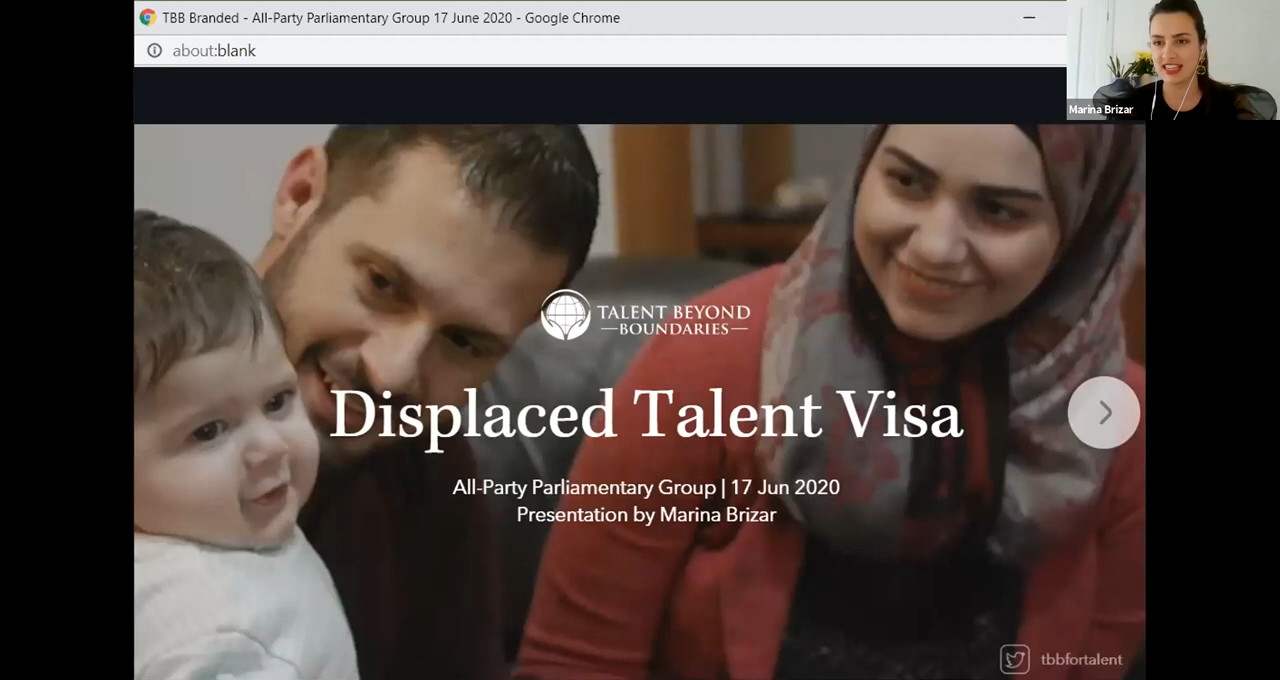 TBB Branded - All-Party Parliamentary Group 17 June 2020 - Google Chrome
about:blank
Marina Brizar
TALENT BEYOND
BOUNDARIES
Displaced Talent Visa
All-Party Parliamentary Group | 17 Jun 2020
Presentation by Marina Brizar
tbbfortalent